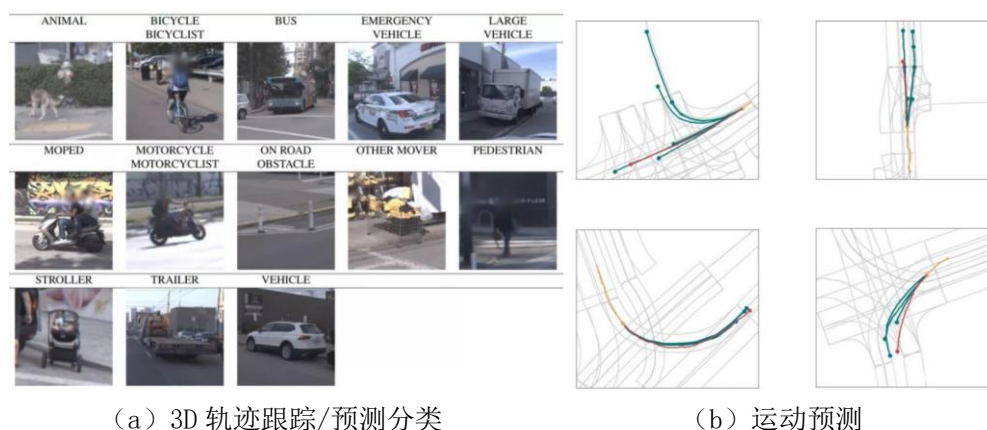 ANIMAL
BICYCLE
BICYCLIST
BUS
EMERGENCY
VEHICLE
LARGE
VEHICLE
MOPED
MOTORCYCLE
MOTORCYCLIST
ON ROAD
OBSTACLE
OTHER MOVER
PEDESTRIAN
STROLLER
TRAILER
VEHICLE
（a）3D 轨迹跟踪/预测分类
（b）运动预测